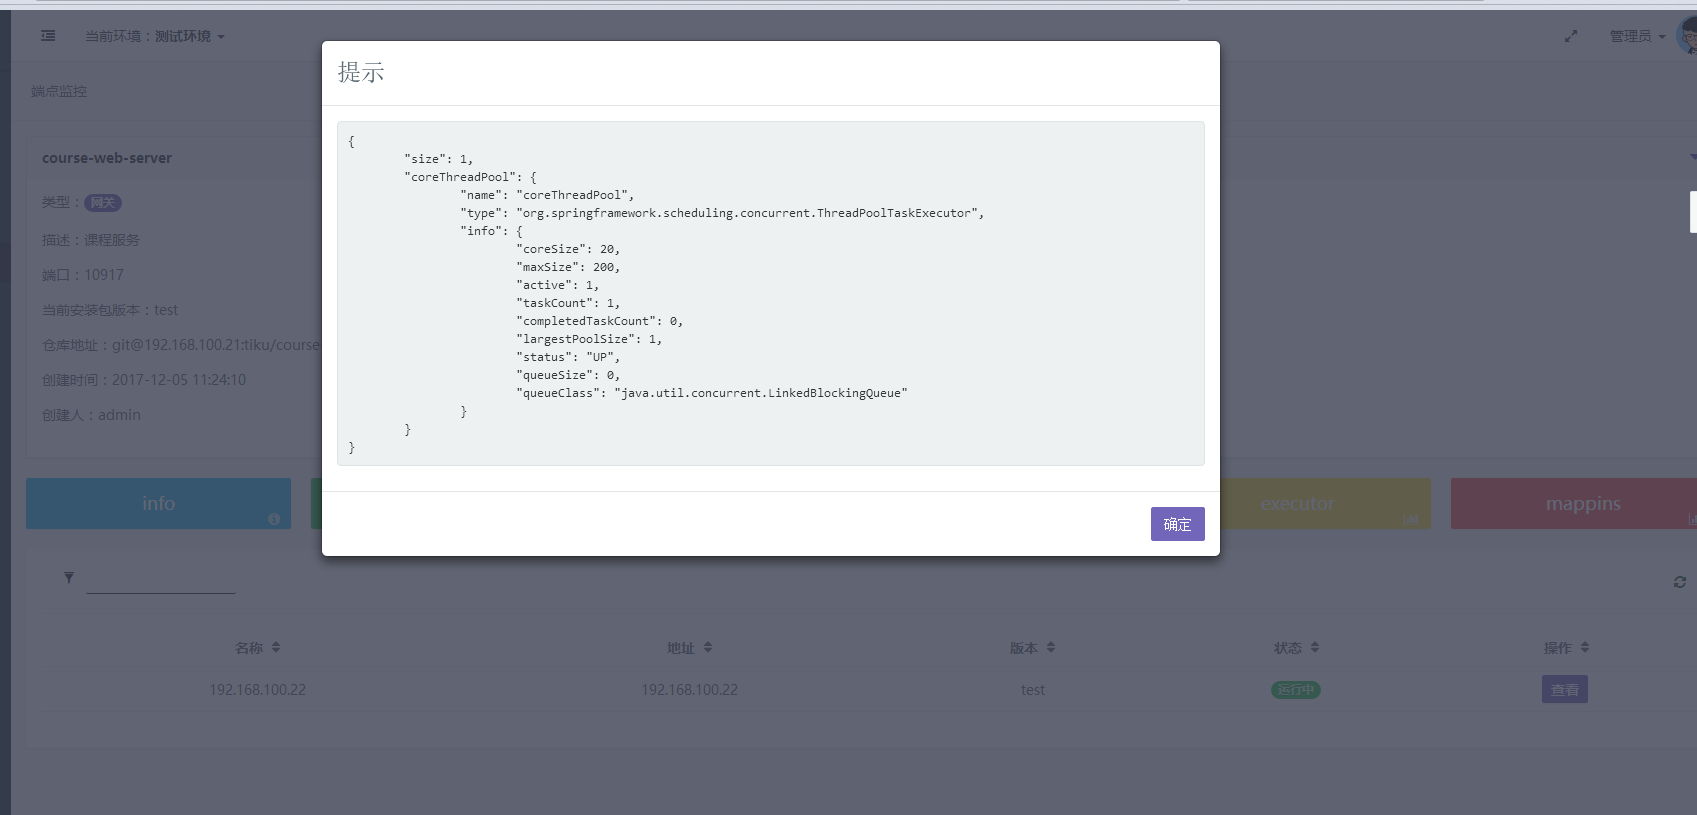 当前环境：测试环境
管理员
端点监控
提示
{
"size": 1,
"coreThreadPool": {
"name": "coreThreadPool",
"type": "org.springframework.scheduling.concurrent.ThreadPoolTaskExecutor",
"info": {
"coreSize": 20,
"maxSize": 200,
"active": 1,
"taskCount": 1,
"completedTaskCount": 0,
"largestPoolSize": 1,
"status": "UP",
"queueSize": 0,
"queueClass": "java.util.concurrent.LinkedBlockingQueue"
}
}
}
确定
course-web-server
类型：网关
描述：课程服务
端口：10917
当前安装包版本：test
仓库地址：git@192.168.100.21:tiku/course
创建时间：2017-12-05 11:24:10
创建人：admin
info
executor
mappins
名称 地址 版本 状态 操作
192.168.100.22 192.168.100.22 test 运行中 查看